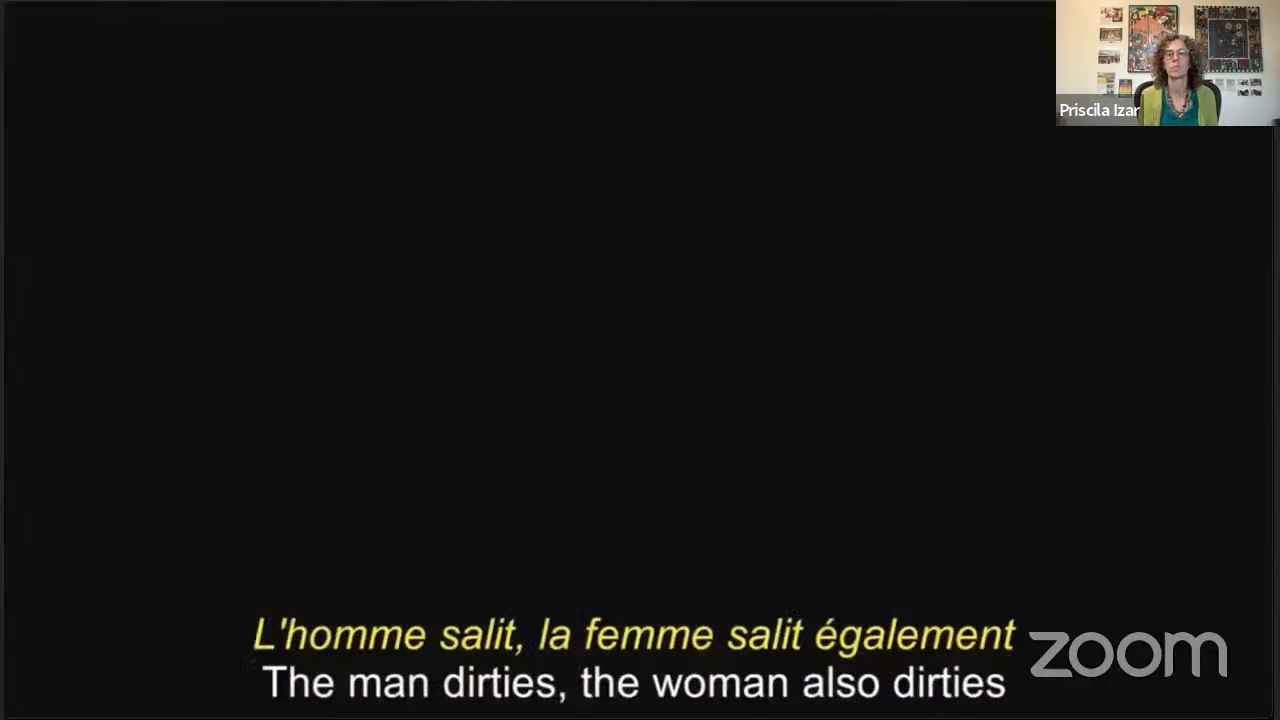 Priscila Izar
L'homme salit, la femme salit également
The man dirties, the woman also dirties
zoom